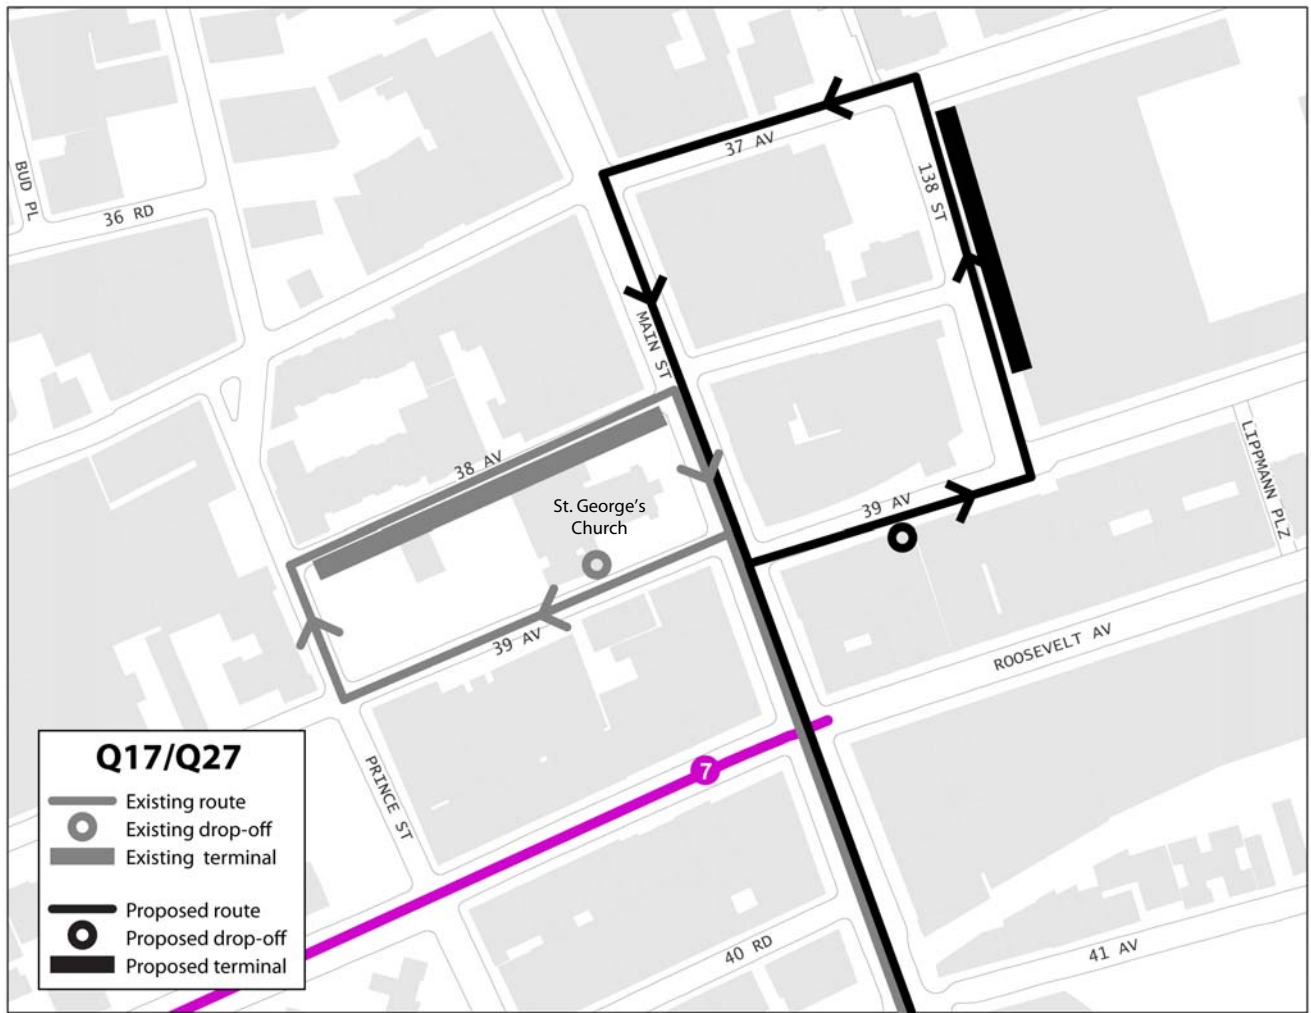 37 AV
138 ST
BUD PL
36 RD
MAIN ST
38 AV
St. George's
Church
39 AV
LIPPMANN PLZ
39 AV
ROOSEVELT AV
7
PRINCE ST
40 RD
41 AV
Q17/Q27
Existing route
Existing drop-off
Existing terminal
Proposed route
Proposed drop-off
Proposed terminal